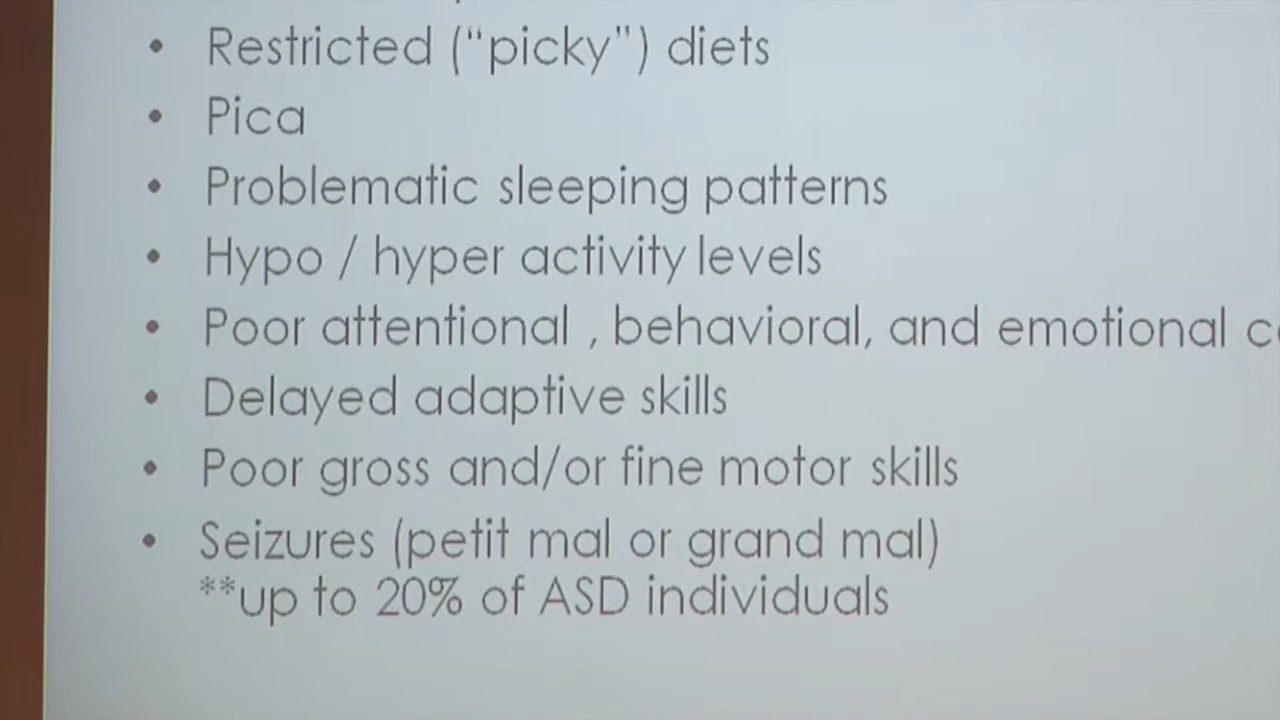 • Restricted (“picky”) diets
• Pica
• Problematic sleeping patterns
• Hypo / hyper activity levels
• Poor attentional , behavioral, and emotional
• Delayed adaptive skills
• Poor gross and/or fine motor skills
• Seizures (petit mal or grand mal)
**up to 20% of ASD individuals